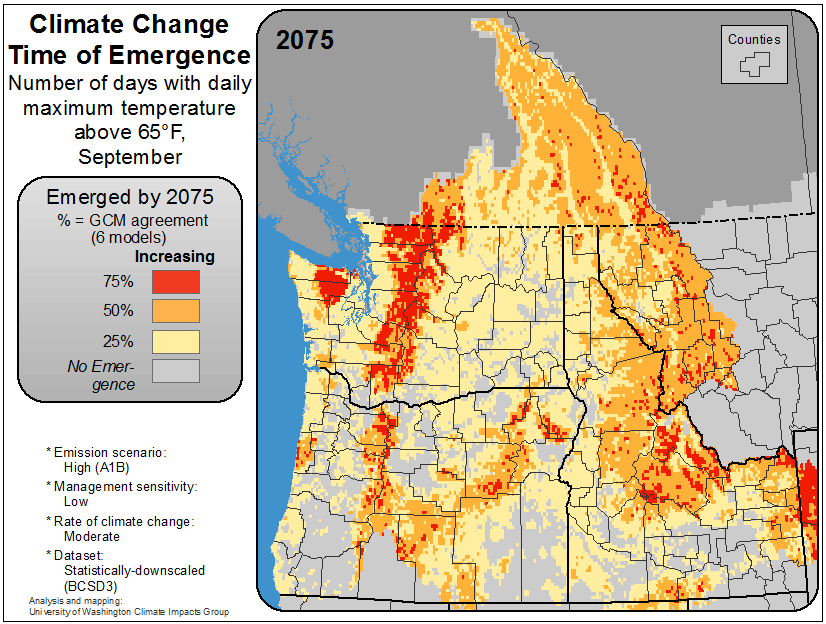 Climate Change
Time of Emergence
Number of days with daily
maximum temperature
above 65°F,
September
Emerged by 2075
% = GCM agreement
(6 models)
Increasing
75%
50%
25%
No Emer-
gence
* Emission scenario:
High (A1B)
* Management sensitivity:
Low
* Rate of climate change:
Moderate
* Dataset:
Statistically-downscaled
(BCSD3)
Analysis and mapping:
University of Washington Climate Impacts Group
2075
Counties